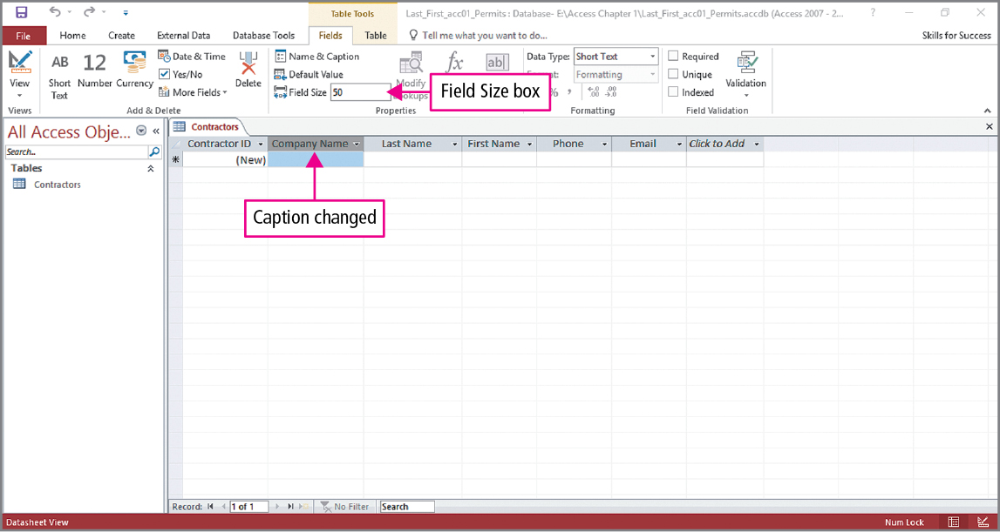 Table Tools
Last_First_acc01_Permits : Database- E:\Access Chapter 1\Last_First_acc01_Permits.accdb (Access 2007 - 2...
?
File
Home
Create
External Data
Database Tools
Fields
Table
Tell me what you want to do...
Skills for Success
View
AB
Short
Text
12
Number
Currency
Date & Time
Yes/No
More Fields
Delete
Name & Caption
Default Value
Field Size 50
Modify
fx
ab|
Data Type: Short Text
Formatting
%
,
Required
Unique
Indexed
Validation
Views
Add & Delete
Properties
Formatting
Field Validation
Field Size box
All Access Obje...
Search..
Tables
Contractors
Contractors
Contractor ID
Company Name
Last Name
First Name
Phone
Email
Click to Add
(New)
Caption changed
Record:
1 of 1
No Filter
Search
Datasheet View
Num Lock